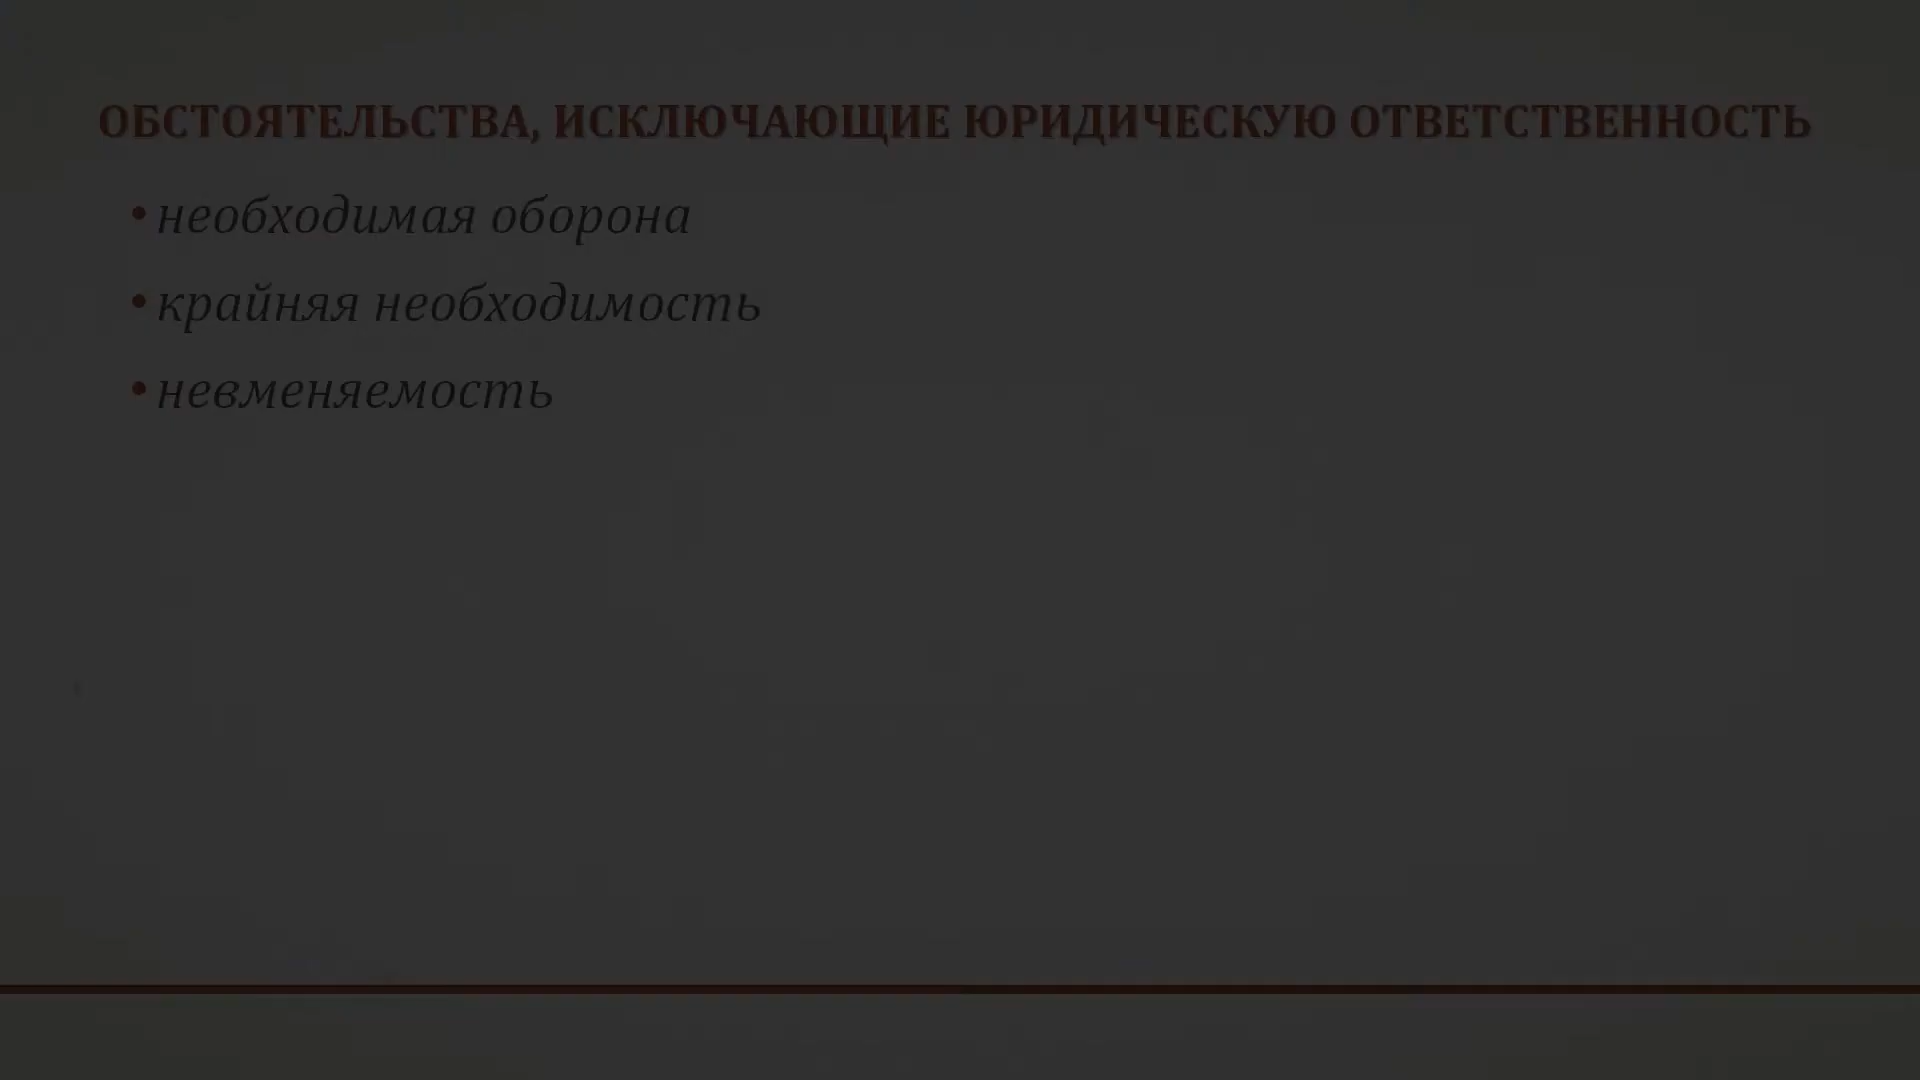 ОБСТОЯТЕЛЬСТВА, ИСКЛЮЧАЮЩИЕ ЮРИДИЧЕСКУЮ ОТВЕТСТВЕННОСТЬ
• необходимая оборона
• крайняя необходимость
• невменяемость